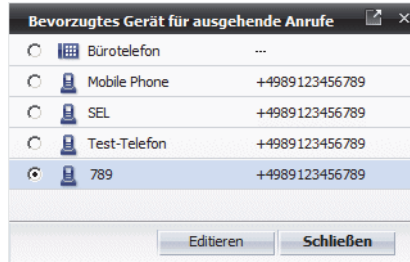 Bevorzugtes Gerät für ausgehende Anrufe
Bürotelefon ---
Mobile Phone +4989123456789
SEL +4989123456789
Test-Telefon +4989123456789
789 +4989123456789
Editieren Schließen